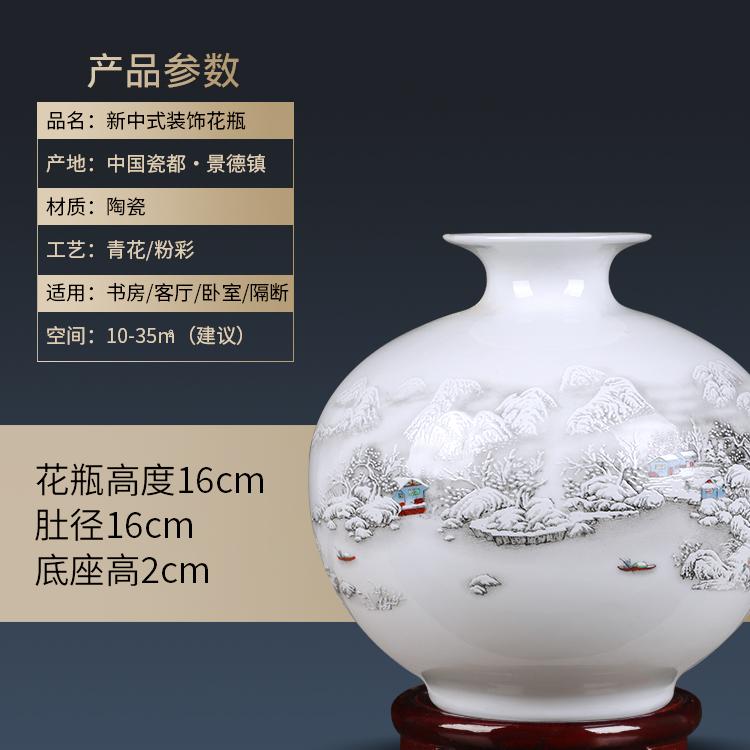 产品参数
品名：新中式装饰花瓶
产地：中国瓷都·景德镇
材质：陶瓷
工艺：青花/粉彩
适用：书房/客厅/卧室/隔断
空间：10-35㎡（建议）
花瓶高度16cm
肚径16cm
底座高2cm